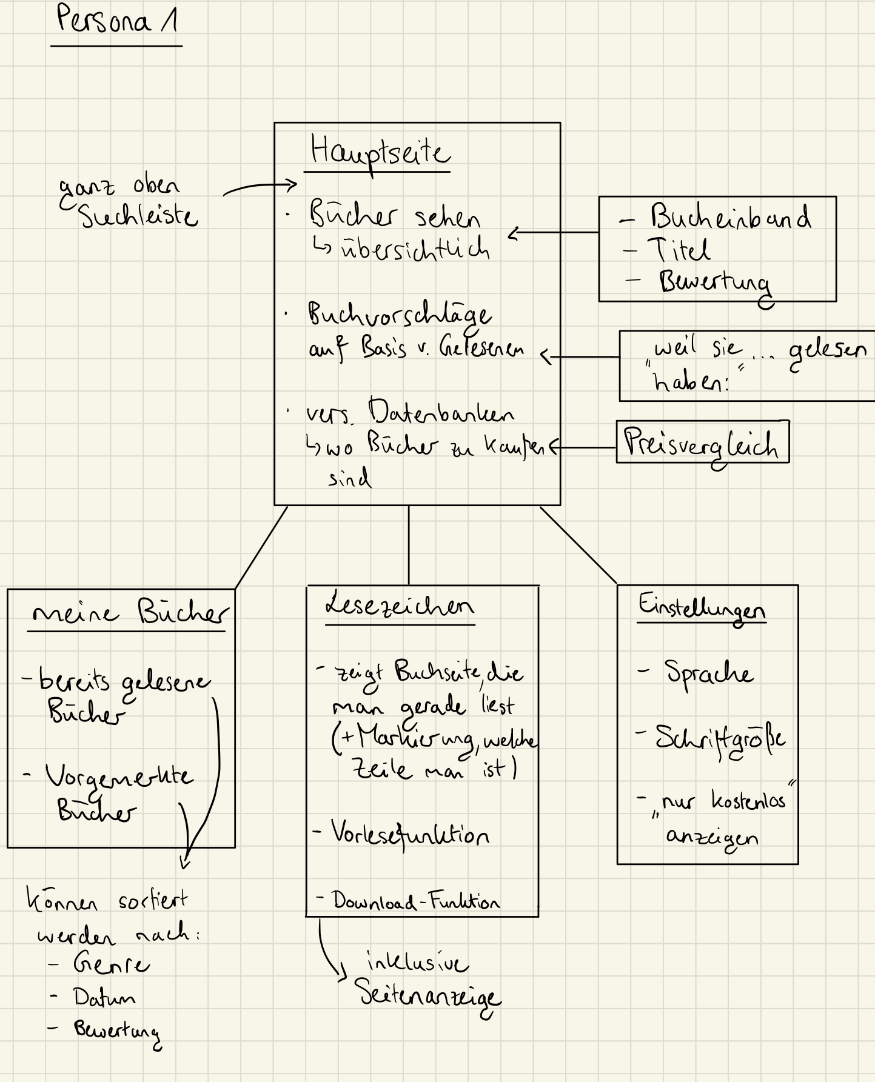 Persona 1
Hauptseite
ganz oben
Suchleiste
· Bücher sehen
↳ übersichtlich
- Bucheinband
- Titel
- Bewertung
· Buchvorschläge
auf Basis v. Gelesenen
„weil sie ... gelesen
haben:“
· vers. Datenbanken
↳ wo Bücher zu kaufen
sind
Preisvergleich
meine Bücher
- bereits gelesene
Bücher
- Vorgemerkte
Bücher
können sortiert
werden nach:
- Genre
- Datum
- Bewertung
Lesezeichen
- zeigt Buchseite, die
man gerade liest
(+ Markierung, welche
Zeile man ist)
- Vorlesefunktion
- Download-Funktion
inklusive
Seitenanzeige
Einstellungen
- Sprache
- Schriftgröße
- „nur kostenlos“
anzeigen